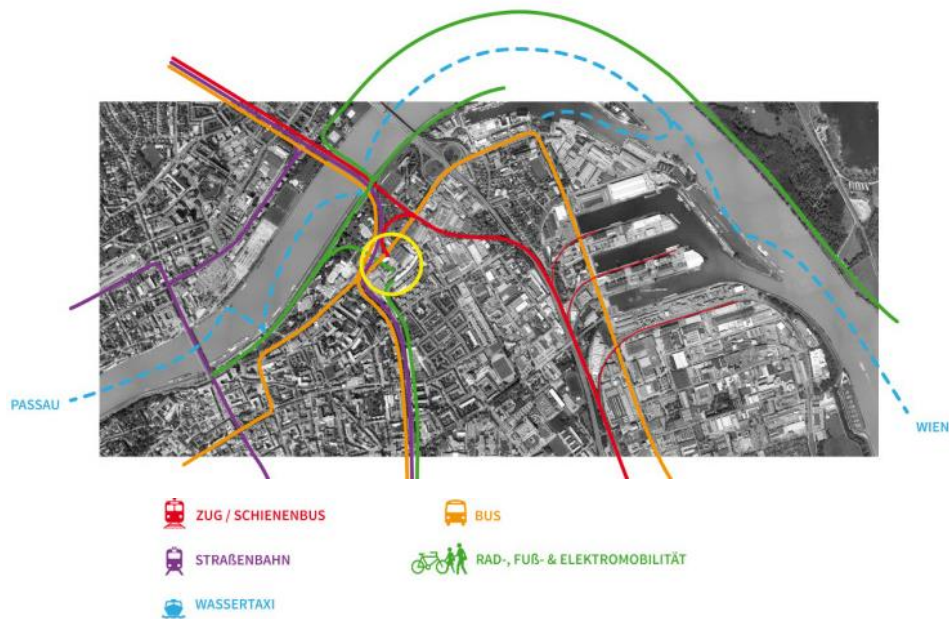 PASSAU
WIEN
ZUG / SCHIENENBUS
BUS
STRAßENBAHN
RAD-, FUß- & ELEKTROMOBILITÄT
WASSERTAXI